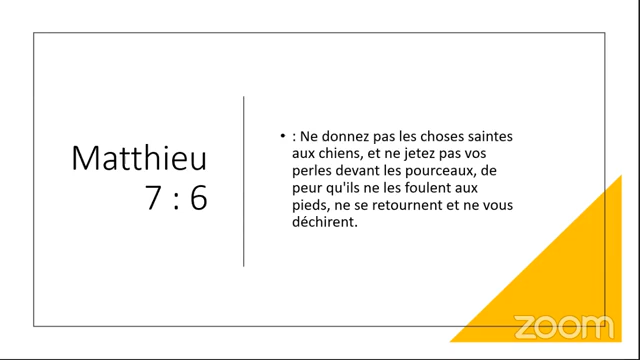 Matthieu
7 : 6
• : Ne donnez pas les choses saintes
aux chiens, et ne jetez pas vos
perles devant les pourceaux, de
peur qu'ils ne les foulent aux
pieds, ne se retournent et ne vous
déchirent.
zoom